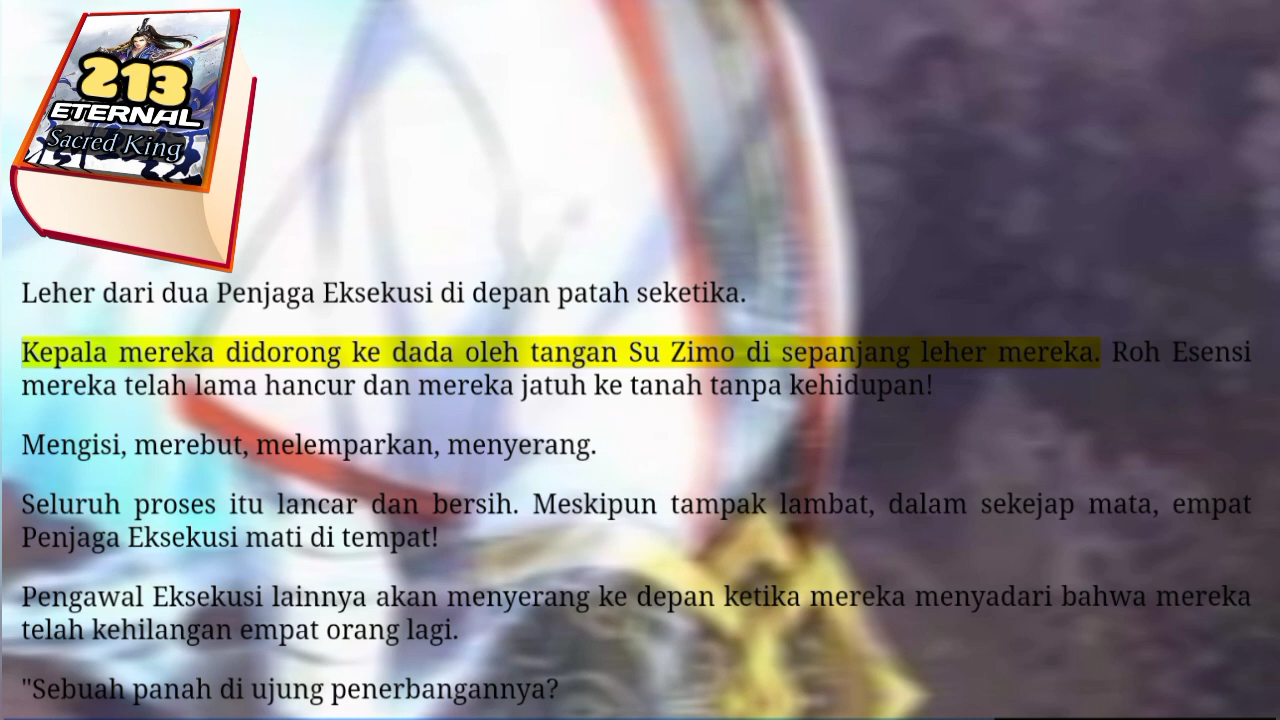 213
ETERNAL
Sacred King
Leher dari dua Penjaga Eksekusi di depan patah seketika.
Kepala mereka didorong ke dada oleh tangan Su Zimo di sepanjang leher mereka. Roh Esensi
mereka telah lama hancur dan mereka jatuh ke tanah tanpa kehidupan!
Mengisi, merebut, melemparkan, menyerang.
Seluruh proses itu lancar dan bersih. Meskipun tampak lambat, dalam sekejap mata, empat
Penjaga Eksekusi mati di tempat!
Pengawal Eksekusi lainnya akan menyerang ke depan ketika mereka menyadari bahwa mereka
telah kehilangan empat orang lagi.
"Sebuah panah di ujung penerbangannya?